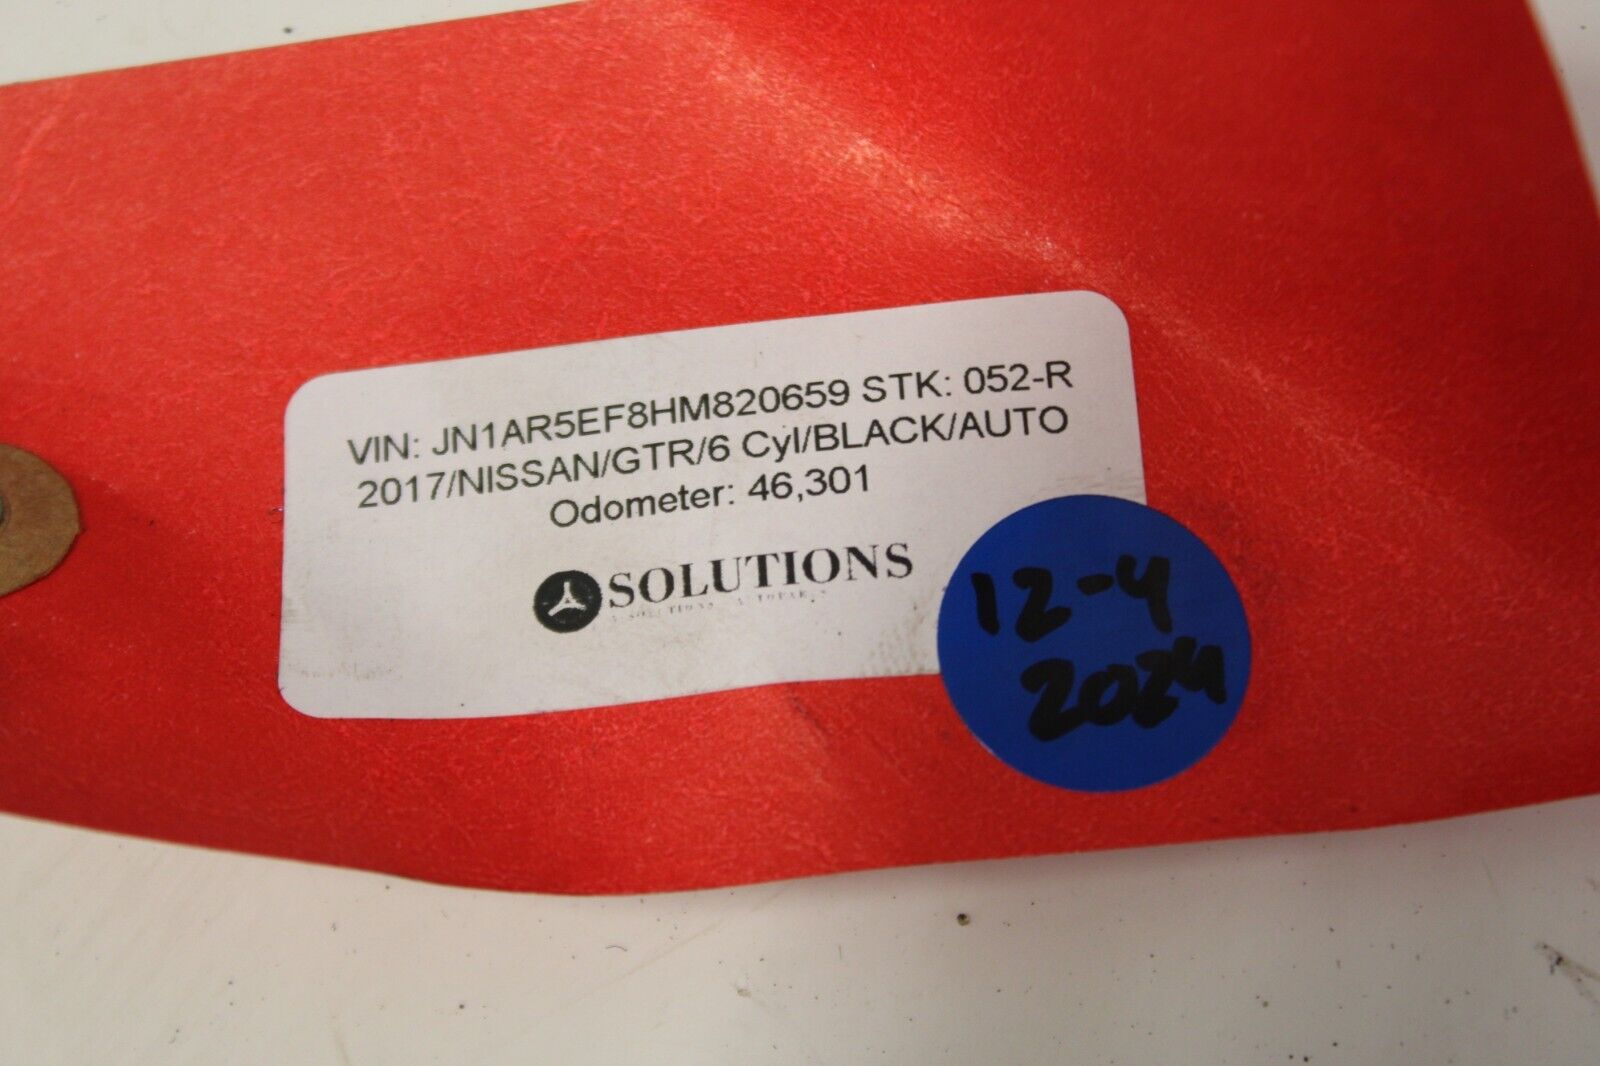 VIN: JN1AR5EF8HM820659 STK: 052-R
2017/NISSAN/GTR/6 Cyl/BLACK/AUTO
Odometer: 46,301
SOLUTIONS
12-4
2024